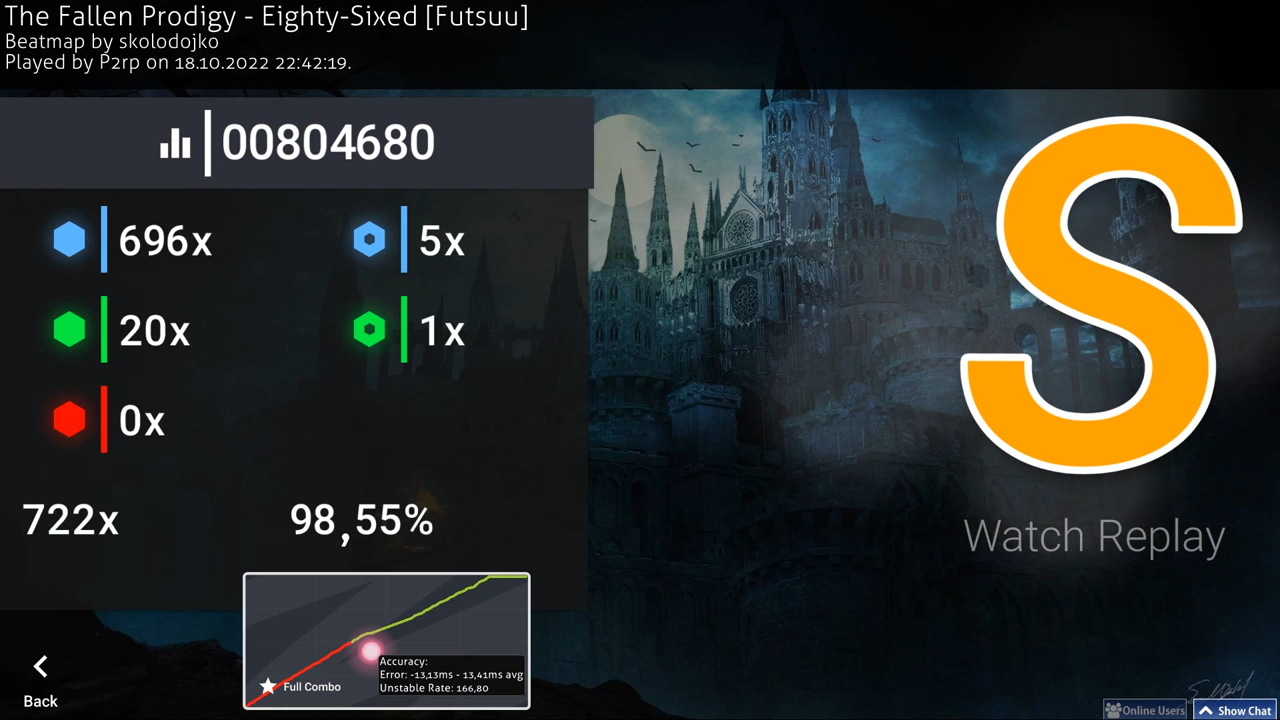 The Fallen Prodigy - Eighty-Sixed [Futsuu]
Beatmap by skolodojko
Played by P2rp on 18.10.2022 22:42:19.
00804680
696x 5x
20x 1x
0x
722x 98,55%
Watch Replay
Accuracy:
Error: -13,13ms - 13,41ms avg
Unstable Rate: 166,80
Full Combo
Back
Online Users Show Chat